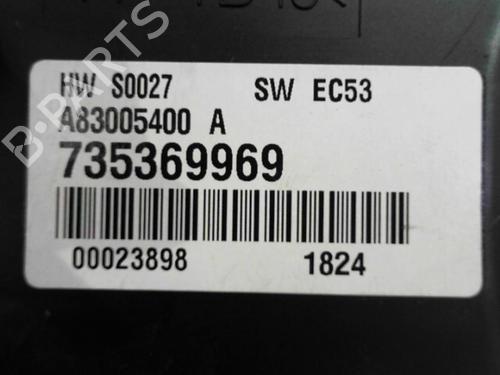 HW S0027 SW EC53
A83005400 A
735369969
00023898 1824
B-PARTS